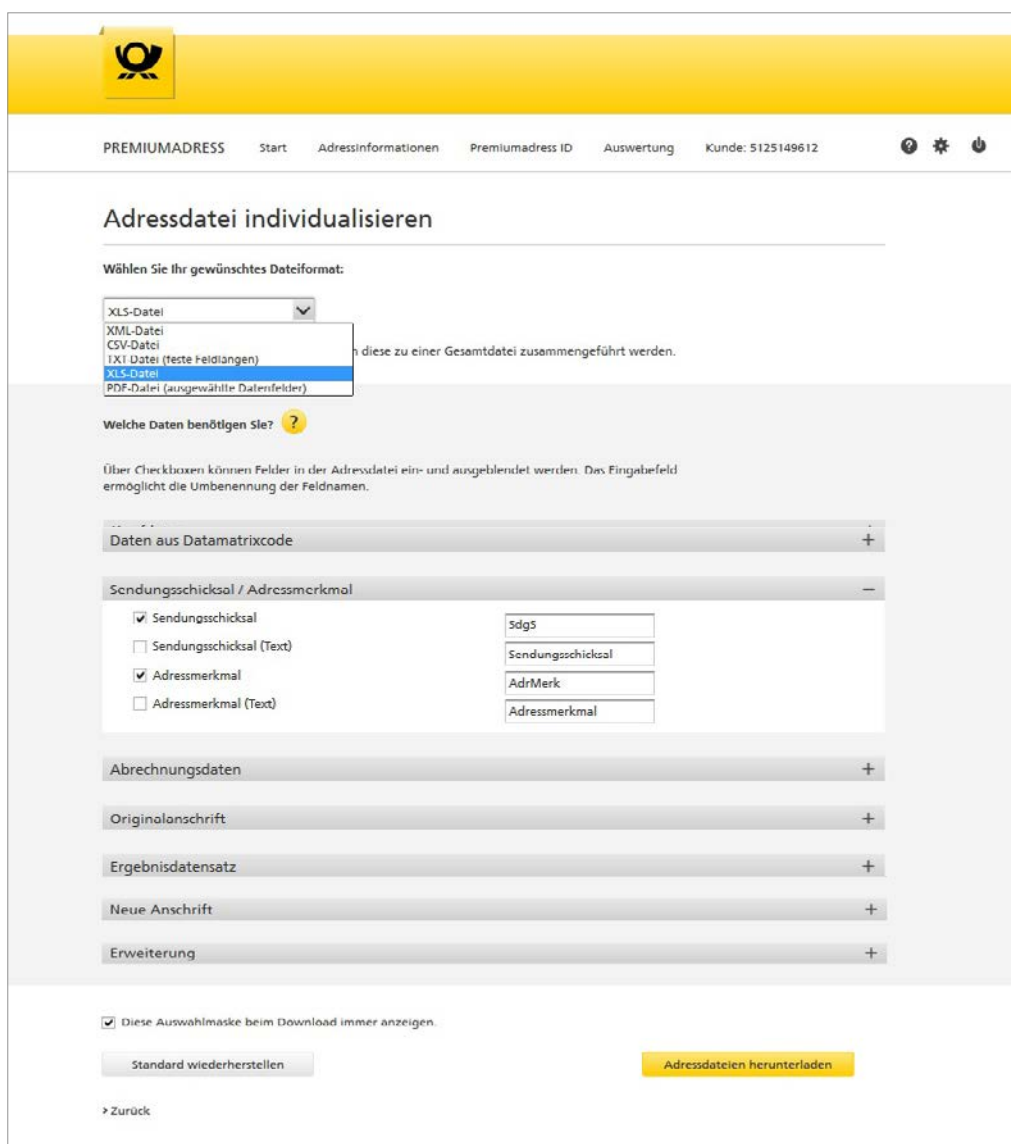 PREMIUMADRESS Start Adressinformationen Premiumadress ID Auswertung Kunde: 5125149612
Adressdatei individualisieren
Wählen Sie Ihr gewünschtes Dateiformat:
XLS-Datei
XML-Datei
CSV-Datei
TXT-Datei (feste Feldlängen)
n diese zu einer Gesamtdatei zusammengeführt werden.
XLS-Datei
PDF-Datei (ausgewählte Datenfelder)
Welche Daten benötigen Sie? ?
Über Checkboxen können Felder in der Adressdatei ein- und ausgeblendet werden. Das Eingabefeld
ermöglicht die Umbenennung der Feldnamen.
Daten aus Datamatrixcode +
Sendungsschicksal / Adressmerkmal –
Sendungsschicksal SdgS
Sendungsschicksal (Text) Sendungsschicksal
Adressmerkmal AdrMerk
Adressmerkmal (Text) Adressmerkmal
Abrechnungsdaten +
Originalanschrift +
Ergebnisdatensatz +
Neue Anschrift +
Erweiterung +
Diese Auswahlmaske beim Download immer anzeigen.
Standard wiederherstellen Adressdateien herunterladen
> Zurück